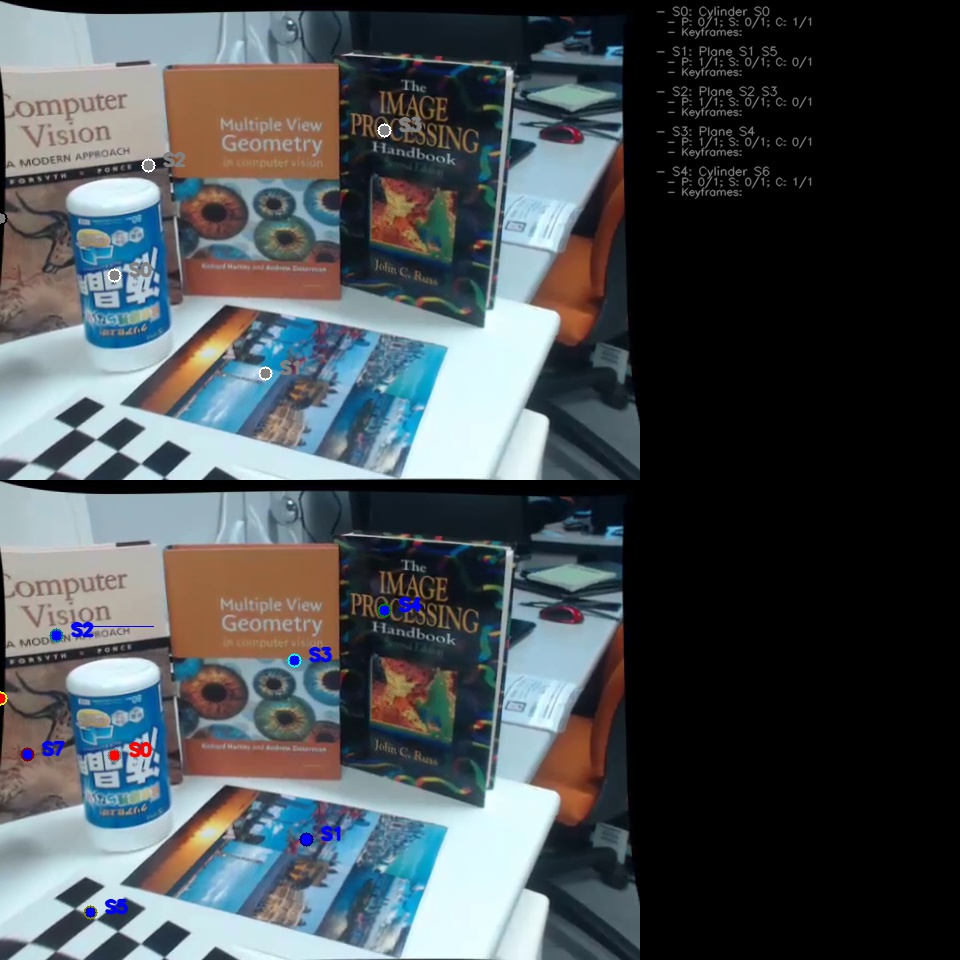 Computer
Vision
A MODERN APPROACH
FORSYTH · PONCE
Multiple View
Geometry
in computer vision
Richard Hartley and Andrew Zisserman
The
IMAGE
PROCESSING
Handbook
Second Edition
John C. Russ
S2
S3
S0
S1
- S0: Cylinder S0
- P: 0/1; S: 0/1; C: 1/1
- Keyframes:
- S1: Plane S1 S5
- P: 1/1; S: 0/1; C: 0/1
- Keyframes:
- S2: Plane S2 S3
- P: 1/1; S: 0/1; C: 0/1
- Keyframes:
- S3: Plane S4
- P: 1/1; S: 0/1; C: 0/1
- Keyframes:
- S4: Cylinder S6
- P: 0/1; S: 0/1; C: 1/1
- Keyframes:
Computer
Vision
A MODERN APPROACH
FORSYTH · PONCE
Multiple View
Geometry
in computer vision
Richard Hartley and Andrew Zisserman
The
IMAGE
PROCESSING
Handbook
Second Edition
John C. Russ
S2
S3
S4
S7
S0
S1
S5